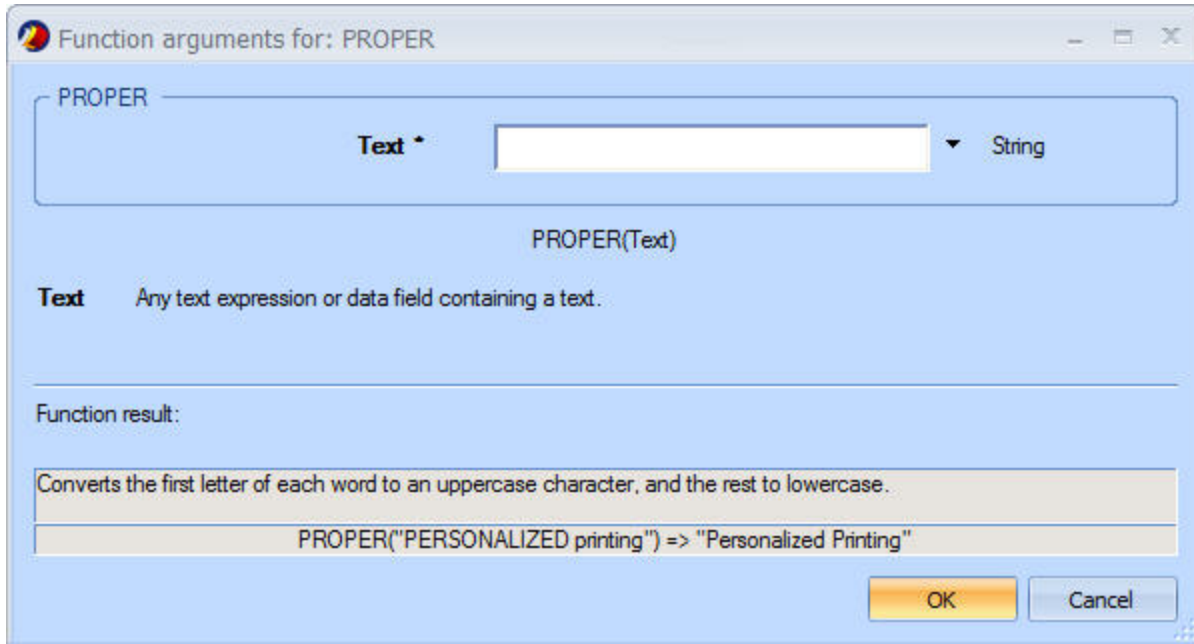 Function arguments for: PROPER
PROPER
Text * String
PROPER(Text)
Text Any text expression or data field containing a text.
Function result:
Converts the first letter of each word to an uppercase character, and the rest to lowercase.
PROPER("PERSONALIZED printing") => "Personalized Printing"
OK Cancel